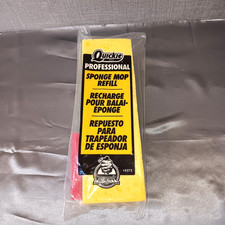 Quickie
PROFESSIONAL
SPONGE MOP
REFILL
RECHARGE
POUR BALAI-
ÉPONGE
REPUESTO
PARA
TRAPEADOR
DE ESPONJA